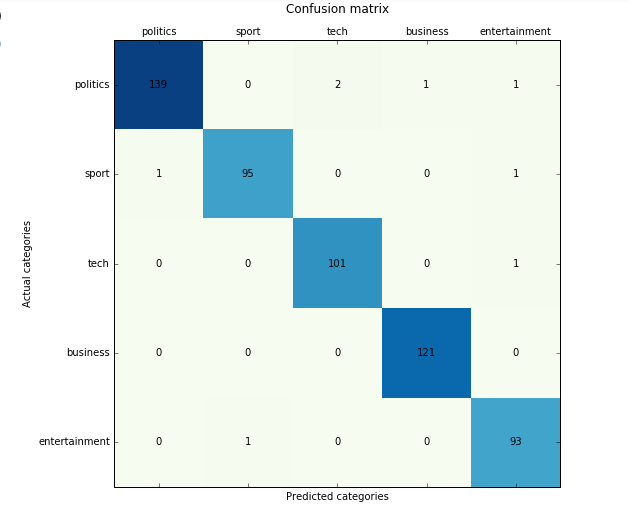 Confusion matrix
politics sport tech business entertainment
politics 139 0 2 1 1
sport 1 95 0 0 1
tech 0 0 101 0 1
business 0 0 0 121 0
entertainment 0 1 0 0 93
Actual categories
Predicted categories